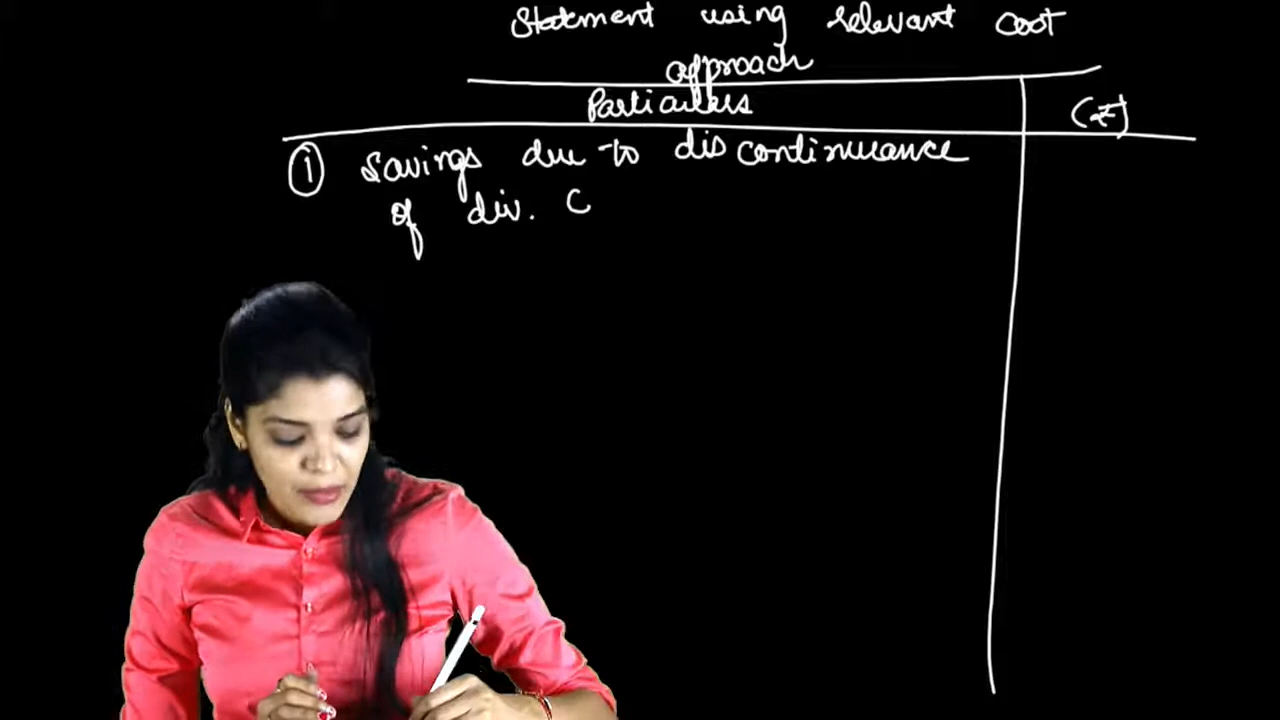 Statement using relevant cost
approach
Particulars (₹)
① Savings due to discontinuance
of div. C